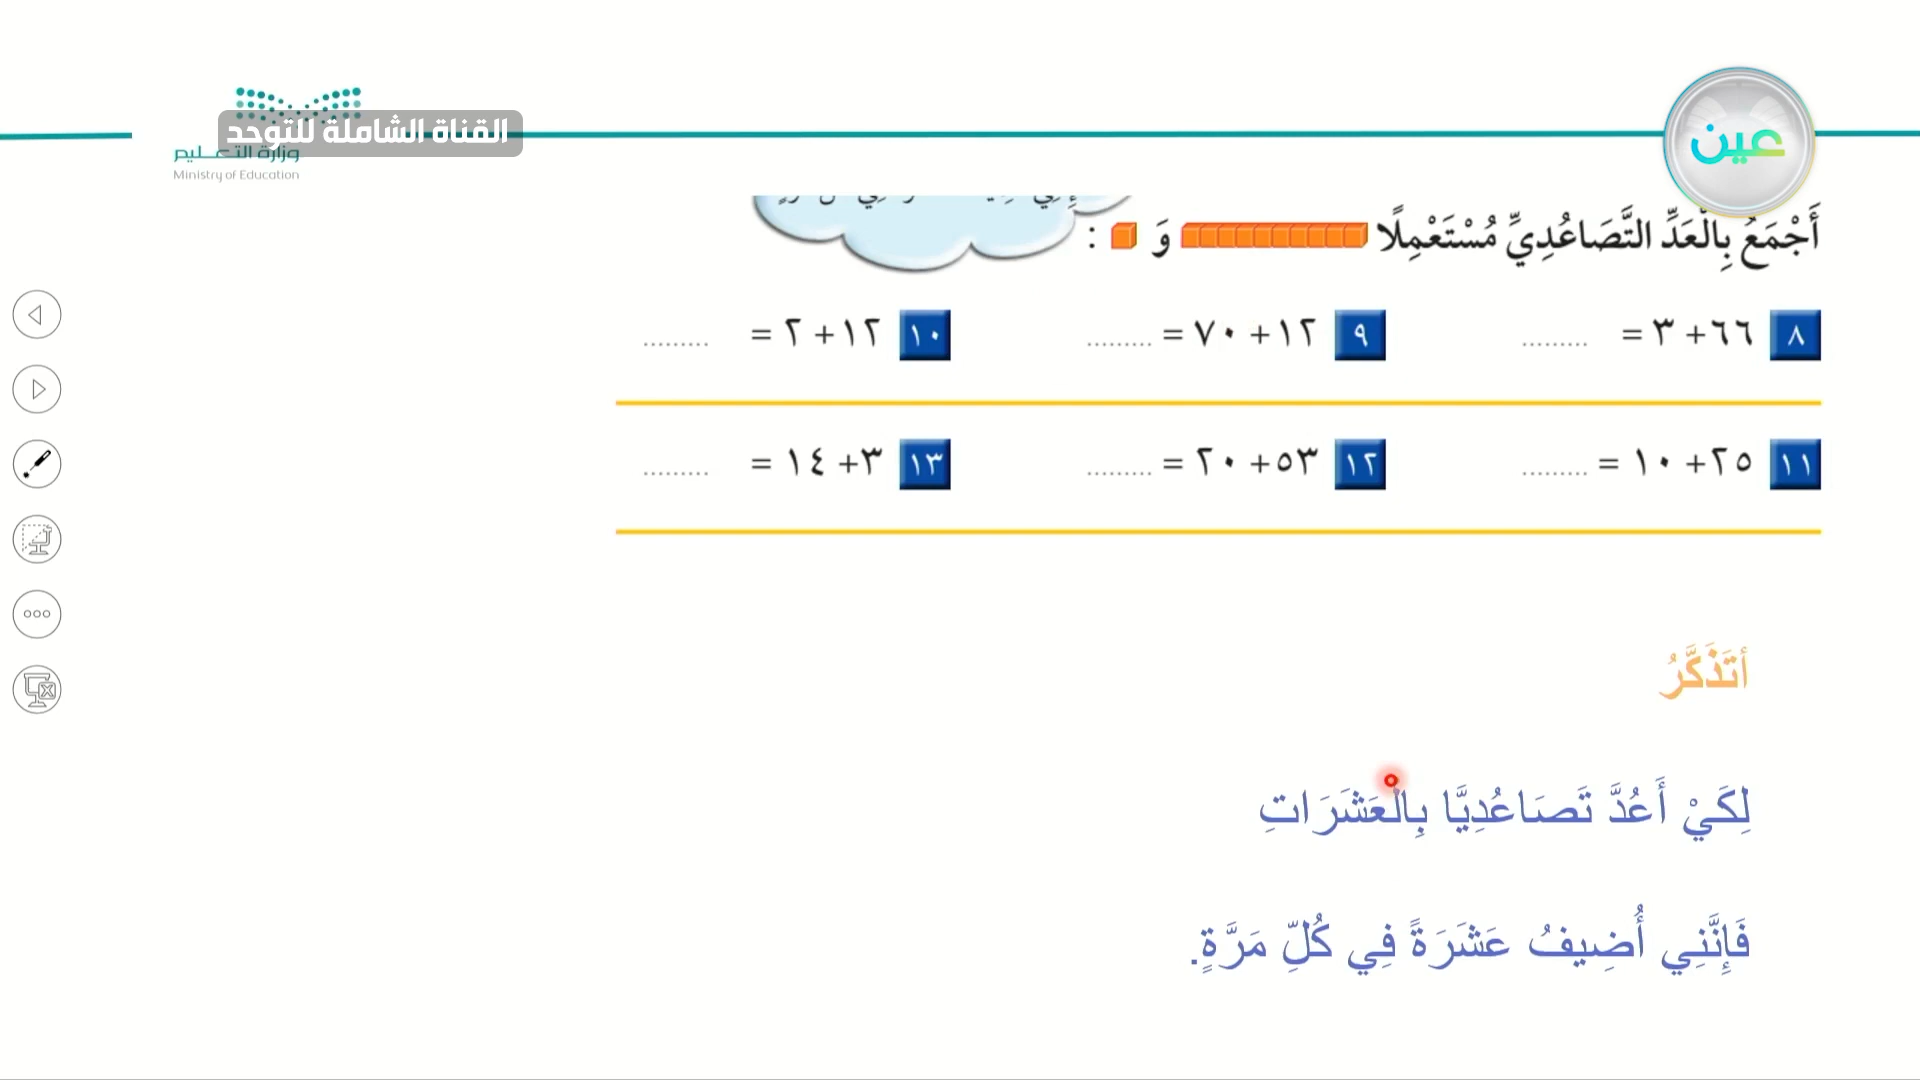 القناة الشاملة للتوحد
وزارة التعليم
Ministry of Education
عين
أَجْمَعُ بِالْعَدِّ التَّصَاعُدِيِّ مُسْتَعْمِلًا وَ :
٨ ٦٦+ ٣ = .........
٩ ١٢+ ٧٠ = .........
١٠ ١٢+ ٢ = .........
١١ ٢٥+ ١٠ = .........
١٢ ٥٣+ ٢٠ = .........
١٣ ٣+ ١٤ = .........
أتَذَكَّرُ
لِكَيْ أَعُدَّ تَصَاعُدِيًّا بِالْعَشَرَاتِ
فَإِنَّنِي أُضِيفُ عَشَرَةً فِي كُلِّ مَرَّةٍ.